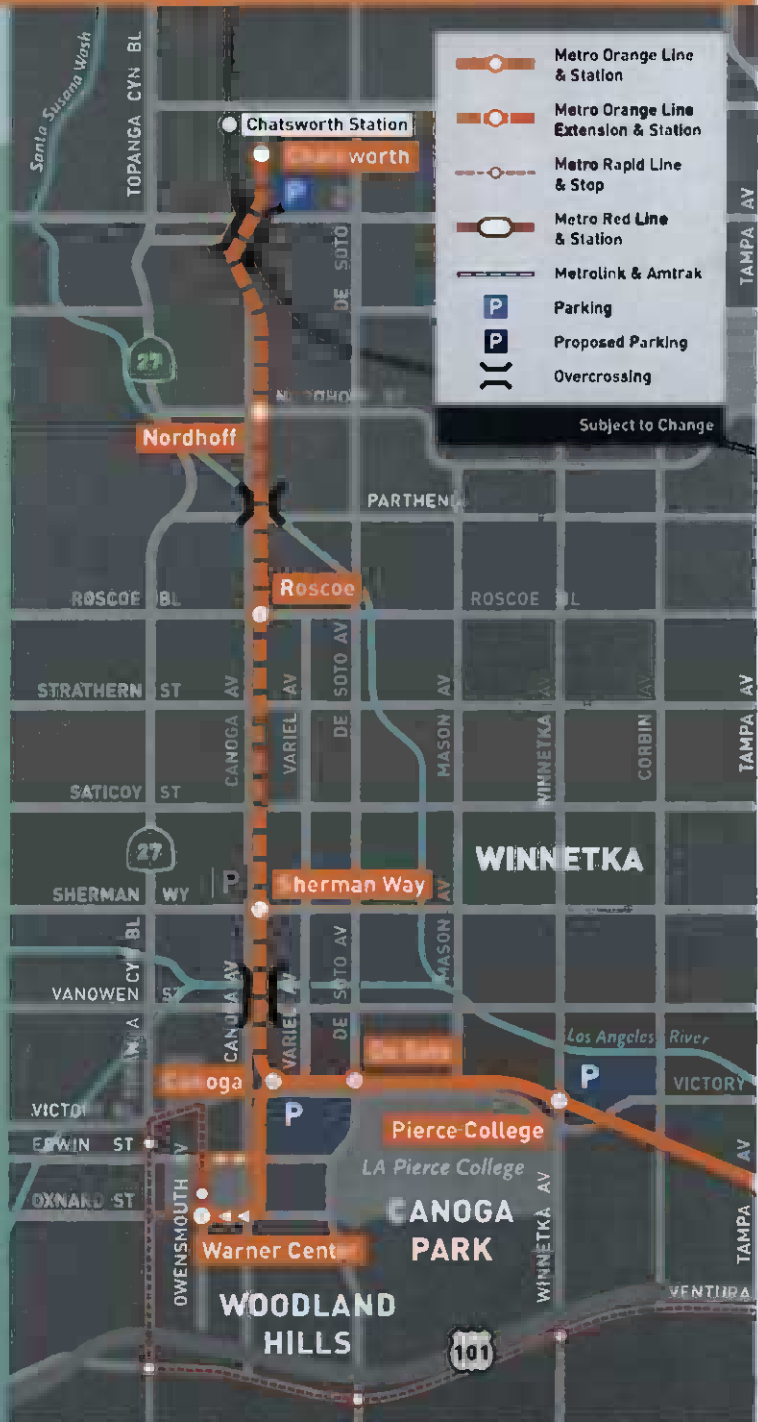 Santa Susana Wash
TOPANGA CYN BL
Chatsworth Station
Chatsworth
P
DE SOTO
Metro Orange Line
& Station
Metro Orange Line
Extension & Station
Metro Rapid Line
& Stop
Metro Red Line
& Station
Metrolink & Amtrak
P
Parking
P
Proposed Parking
Overcrossing
Subject to Change
TAMPA AV
27
Nordhoff
PARTHENIA
Roscoe
ROSCOE BL
ROSCOE BL
STRATHERN ST
CANOGA AV
VARIEL AV
DE SOTO AV
MASON AV
WINNETKA AV
CORBIN AV
TAMPA AV
SATICOY ST
27
WINNETKA
SHERMAN WY
P
Sherman Way
VANOWEN ST
CANOGA AV
VARIEL AV
DE SOTO AV
MASON AV
Los Angeles River
Canoga
De Soto
P
VICTORY
P
Pierce College
ERWIN ST
LA Pierce College
OXNARD ST
OWENSMOUTH AV
CANOGA
PARK
WINNETKA AV
TAMPA AV
Warner Center
WOODLAND
HILLS
VENTURA
101